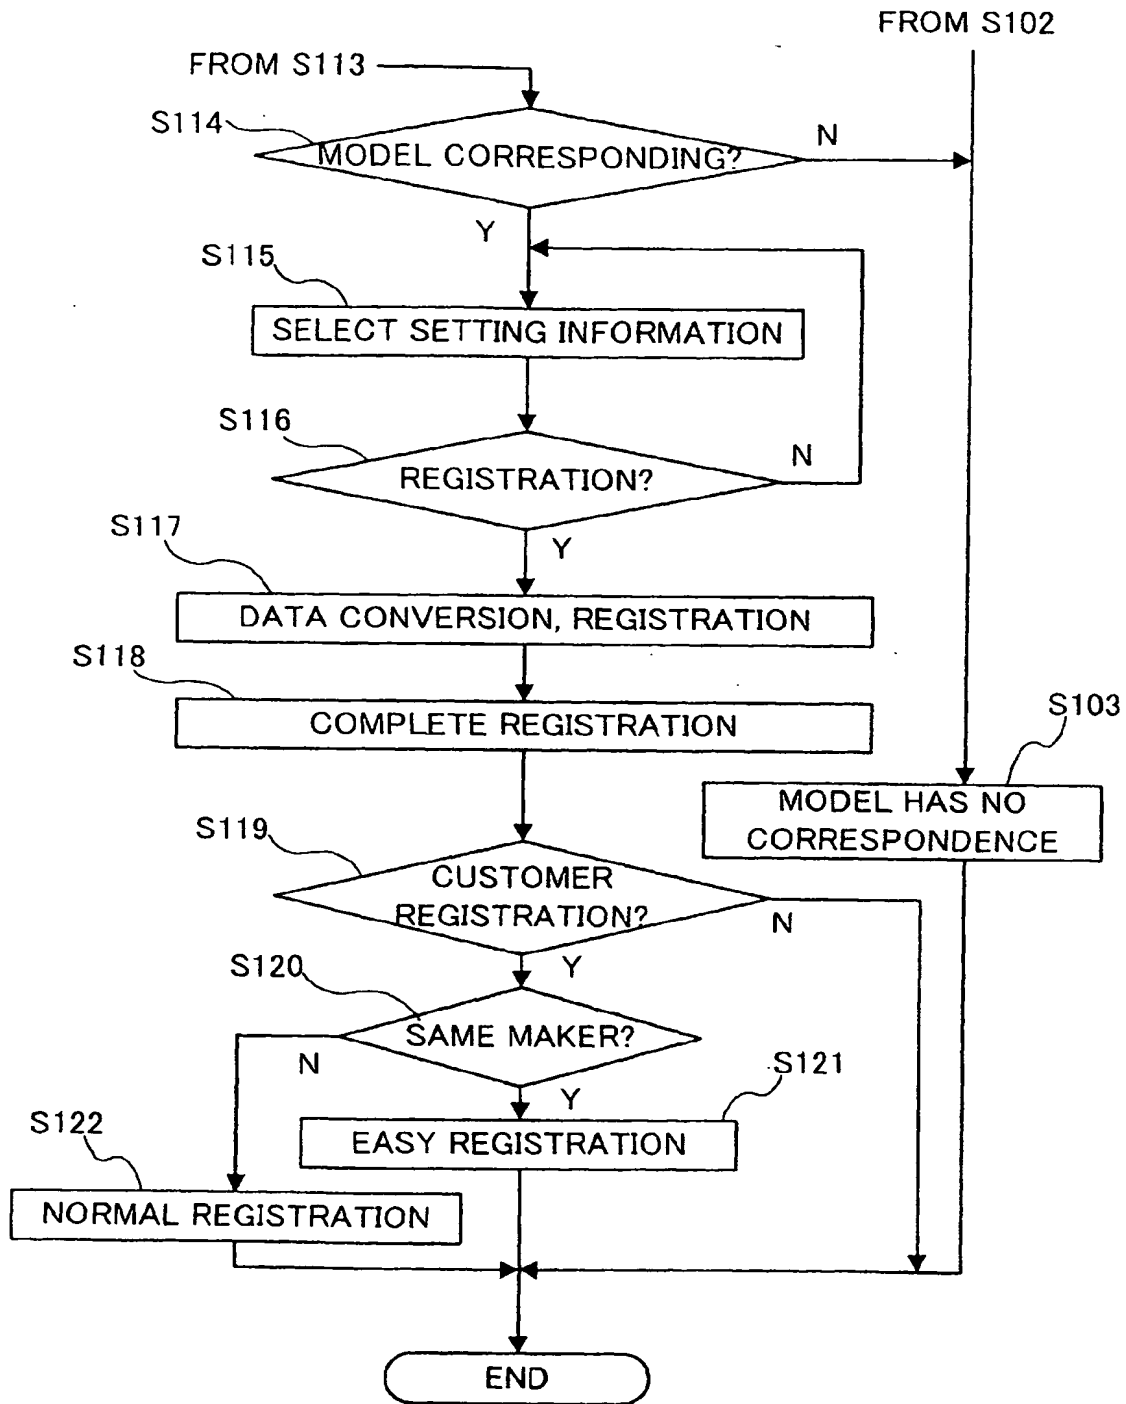 FROM S102
FROM S113
S114
MODEL CORRESPONDING?
N
Y
S115
SELECT SETTING INFORMATION
S116
REGISTRATION?
N
Y
S117
DATA CONVERSION, REGISTRATION
S118
COMPLETE REGISTRATION
S103
MODEL HAS NO
CORRESPONDENCE
S119
CUSTOMER
REGISTRATION?
N
Y
S120
SAME MAKER?
N
Y
S121
EASY REGISTRATION
S122
NORMAL REGISTRATION
END